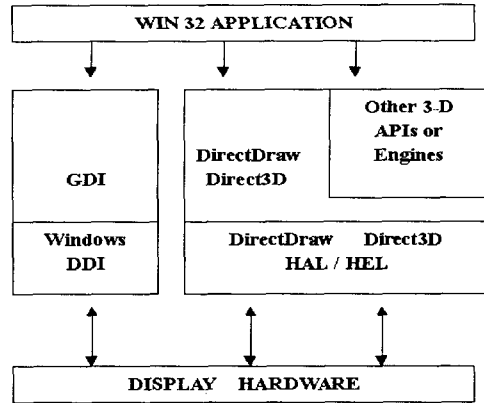 WIN 32 APPLICATION
Other 3-D
APIs or
Engines
DirectDraw
Direct3D
GDI
Windows
DDI
DirectDraw Direct3D
HAL / HEL
DISPLAY HARDWARE